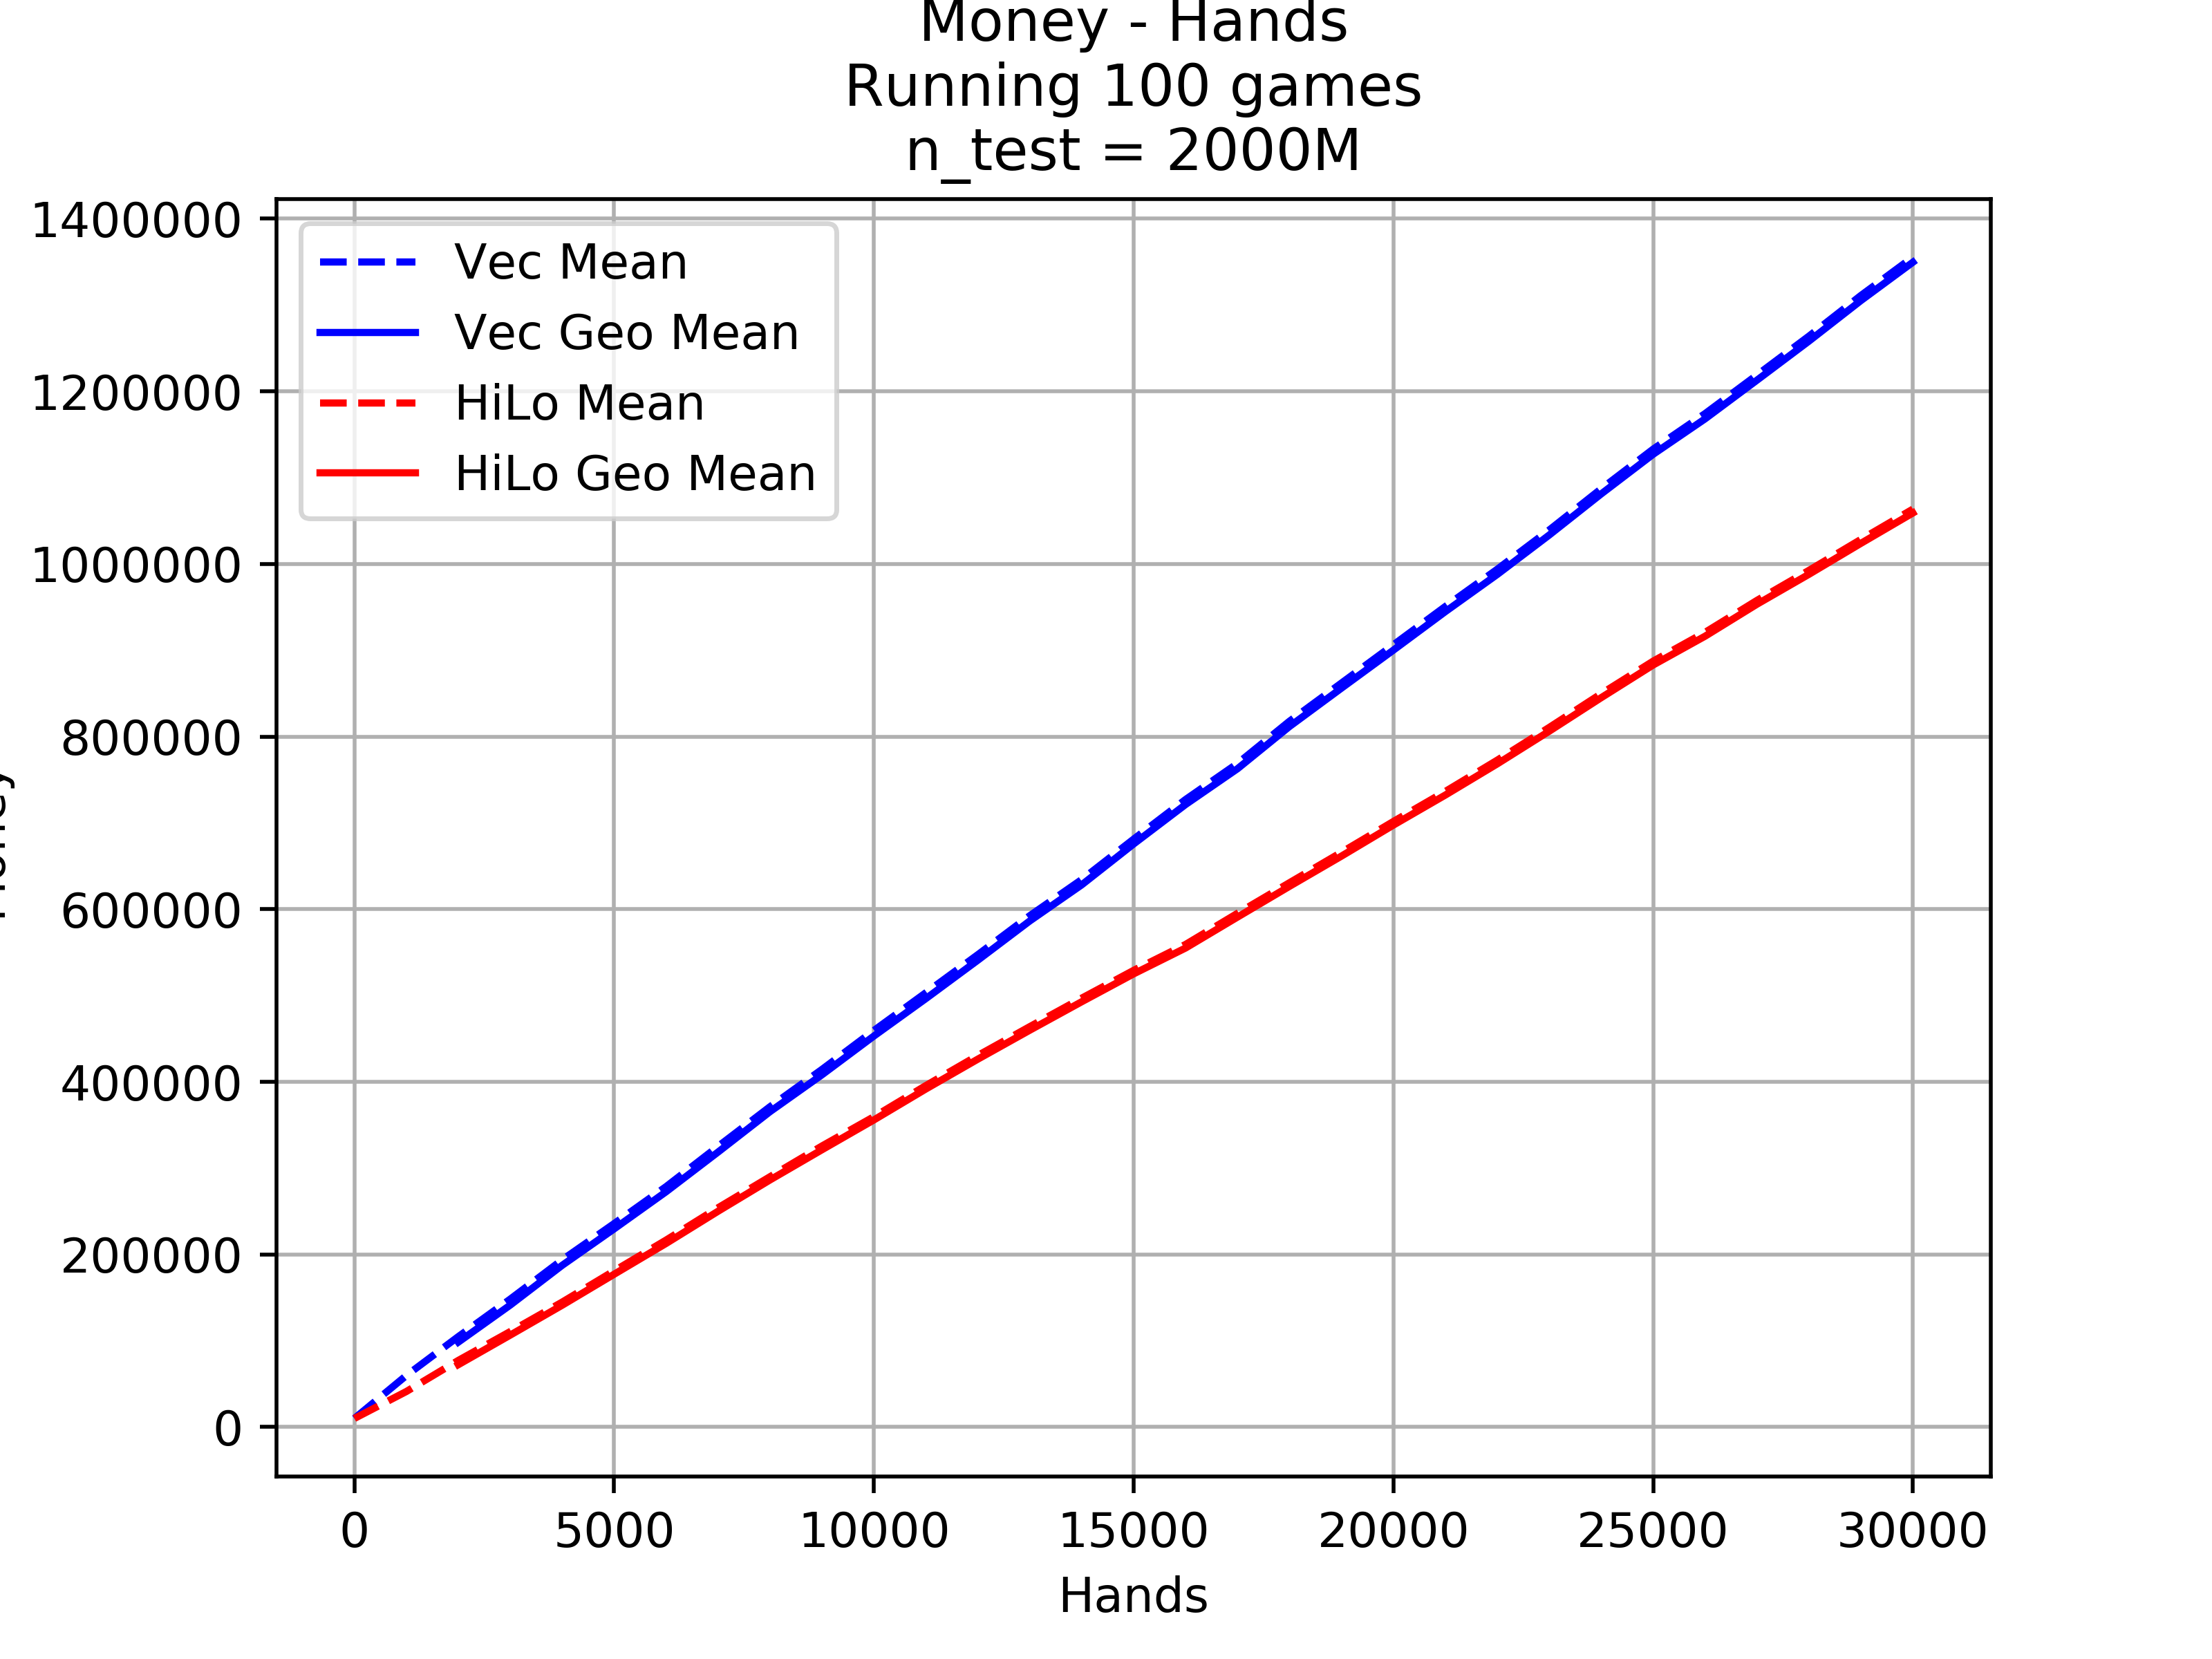 Money - Hands
Running 100 games
n_test = 2000M
1400000
1200000
1000000
800000
600000
400000
200000
0
Vec Mean
Vec Geo Mean
HiLo Mean
HiLo Geo Mean
0 5000 10000 15000 20000 25000 30000
Hands